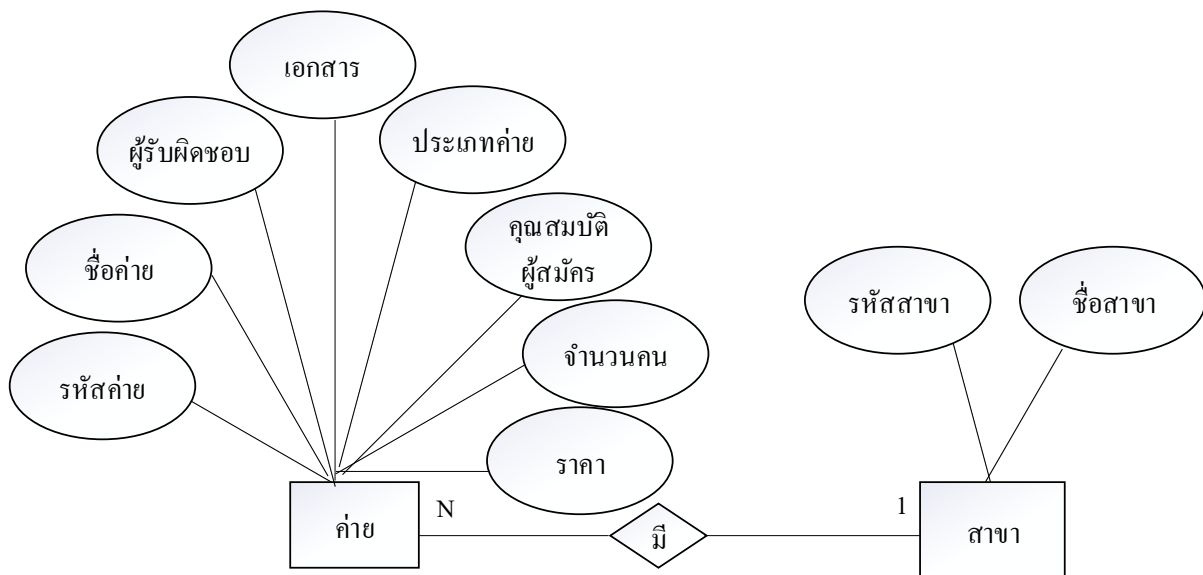 เอกสาร
ประเภทค่าย
ผู้รับผิดชอบ
คุณสมบัติ
ผู้สมัคร
ชื่อค่าย
รหัสสาขา
ชื่อสาขา
จำนวนคน
รหัสค่าย
ราคา
N
1
ค่าย
มี
สาขา